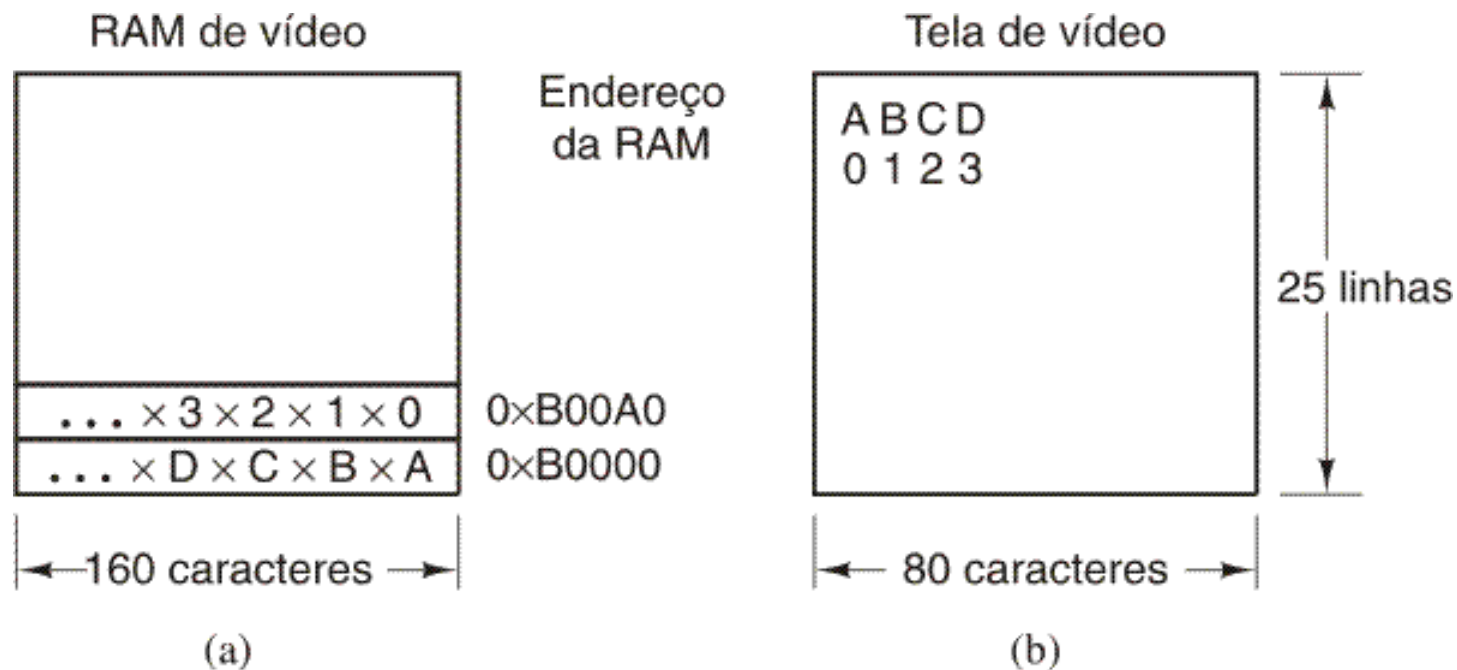 RAM de vídeo
Endereço
da RAM
... × 3 × 2 × 1 × 0
0×B00A0
... × D × C × B × A
0×B0000
160 caracteres
(a)
Tela de vídeo
A B C D
0 1 2 3
25 linhas
80 caracteres
(b)